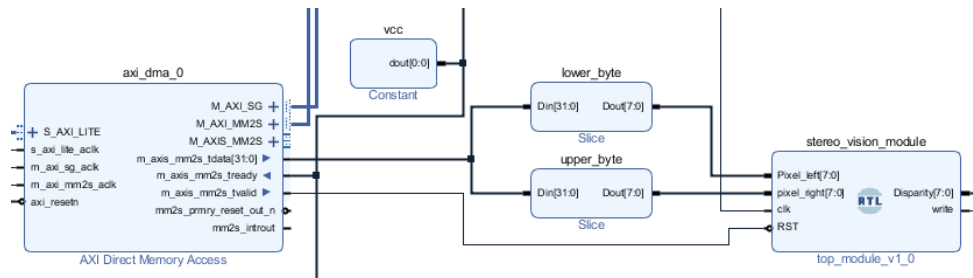 axi_dma_0
M_AXI_SG
M_AXI_MM2S
M_AXIS_MM2S
S_AXI_LITE
s_axi_lite_aclk
m_axi_sg_aclk
m_axi_mm2s_aclk
axi_resetn
m_axis_mm2s_tdata[31:0]
m_axis_mm2s_tready
m_axis_mm2s_tvalid
mm2s_prmry_reset_out_n
mm2s_introut
AXI Direct Memory Access
vcc
dout[0:0]
Constant
lower_byte
Din[31:0]
Dout[7:0]
Slice
upper_byte
Din[31:0]
Dout[7:0]
Slice
stereo_vision_module
Pixel_left[7:0]
pixel_right[7:0]
clk
RST
RTL
Disparity[7:0]
write
top_module_v1_0